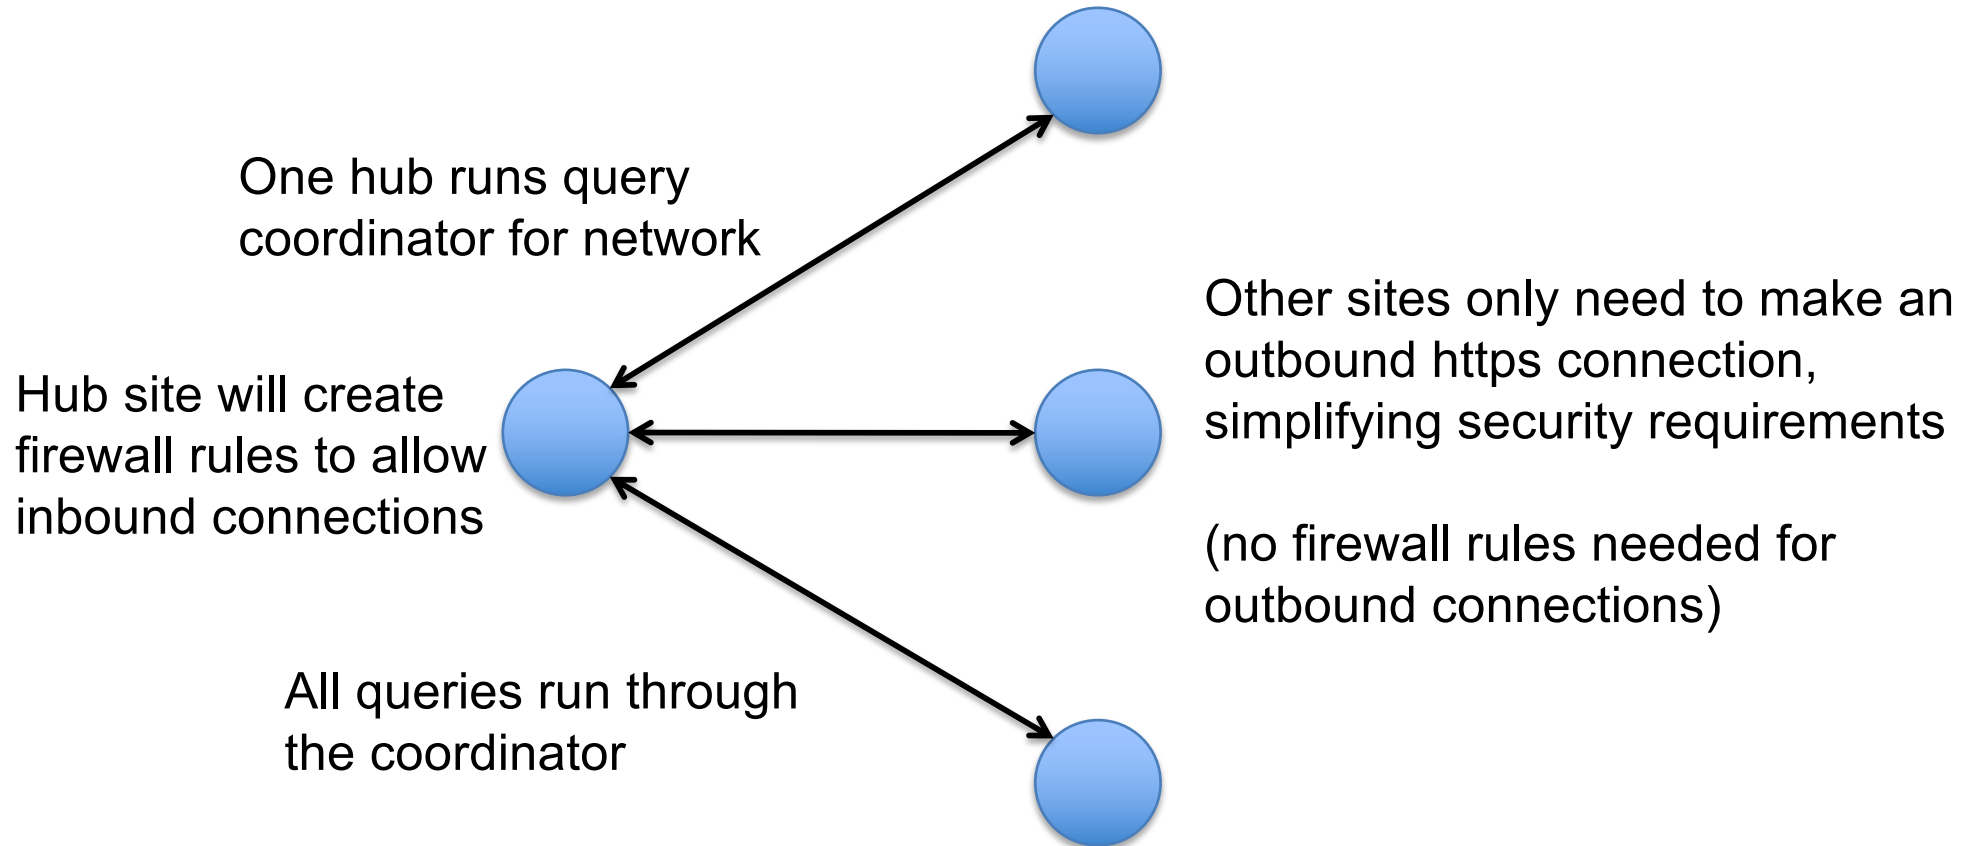 One hub runs query
coordinator for network
Hub site will create
firewall rules to allow
inbound connections
All queries run through
the coordinator
Other sites only need to make an
outbound https connection,
simplifying security requirements
(no firewall rules needed for
outbound connections)